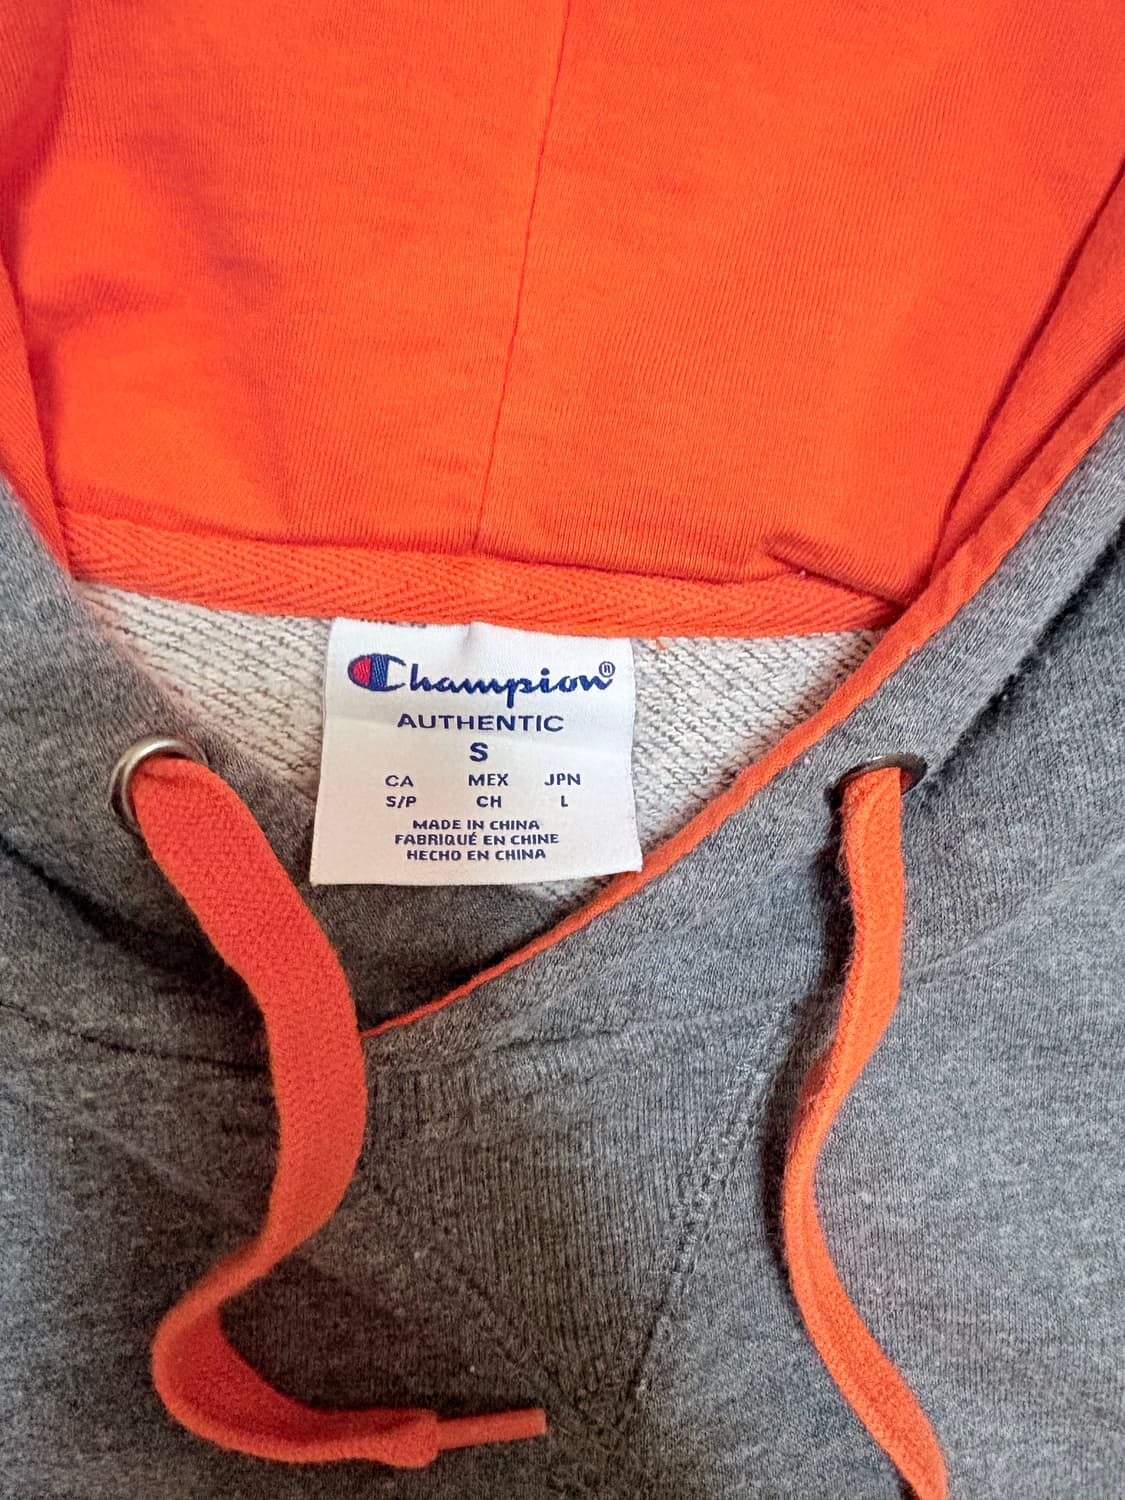 Champion®
AUTHENTIC
S
CA MEX JPN
S/P CH L
MADE IN CHINA
FABRIQUÉ EN CHINE
HECHO EN CHINA